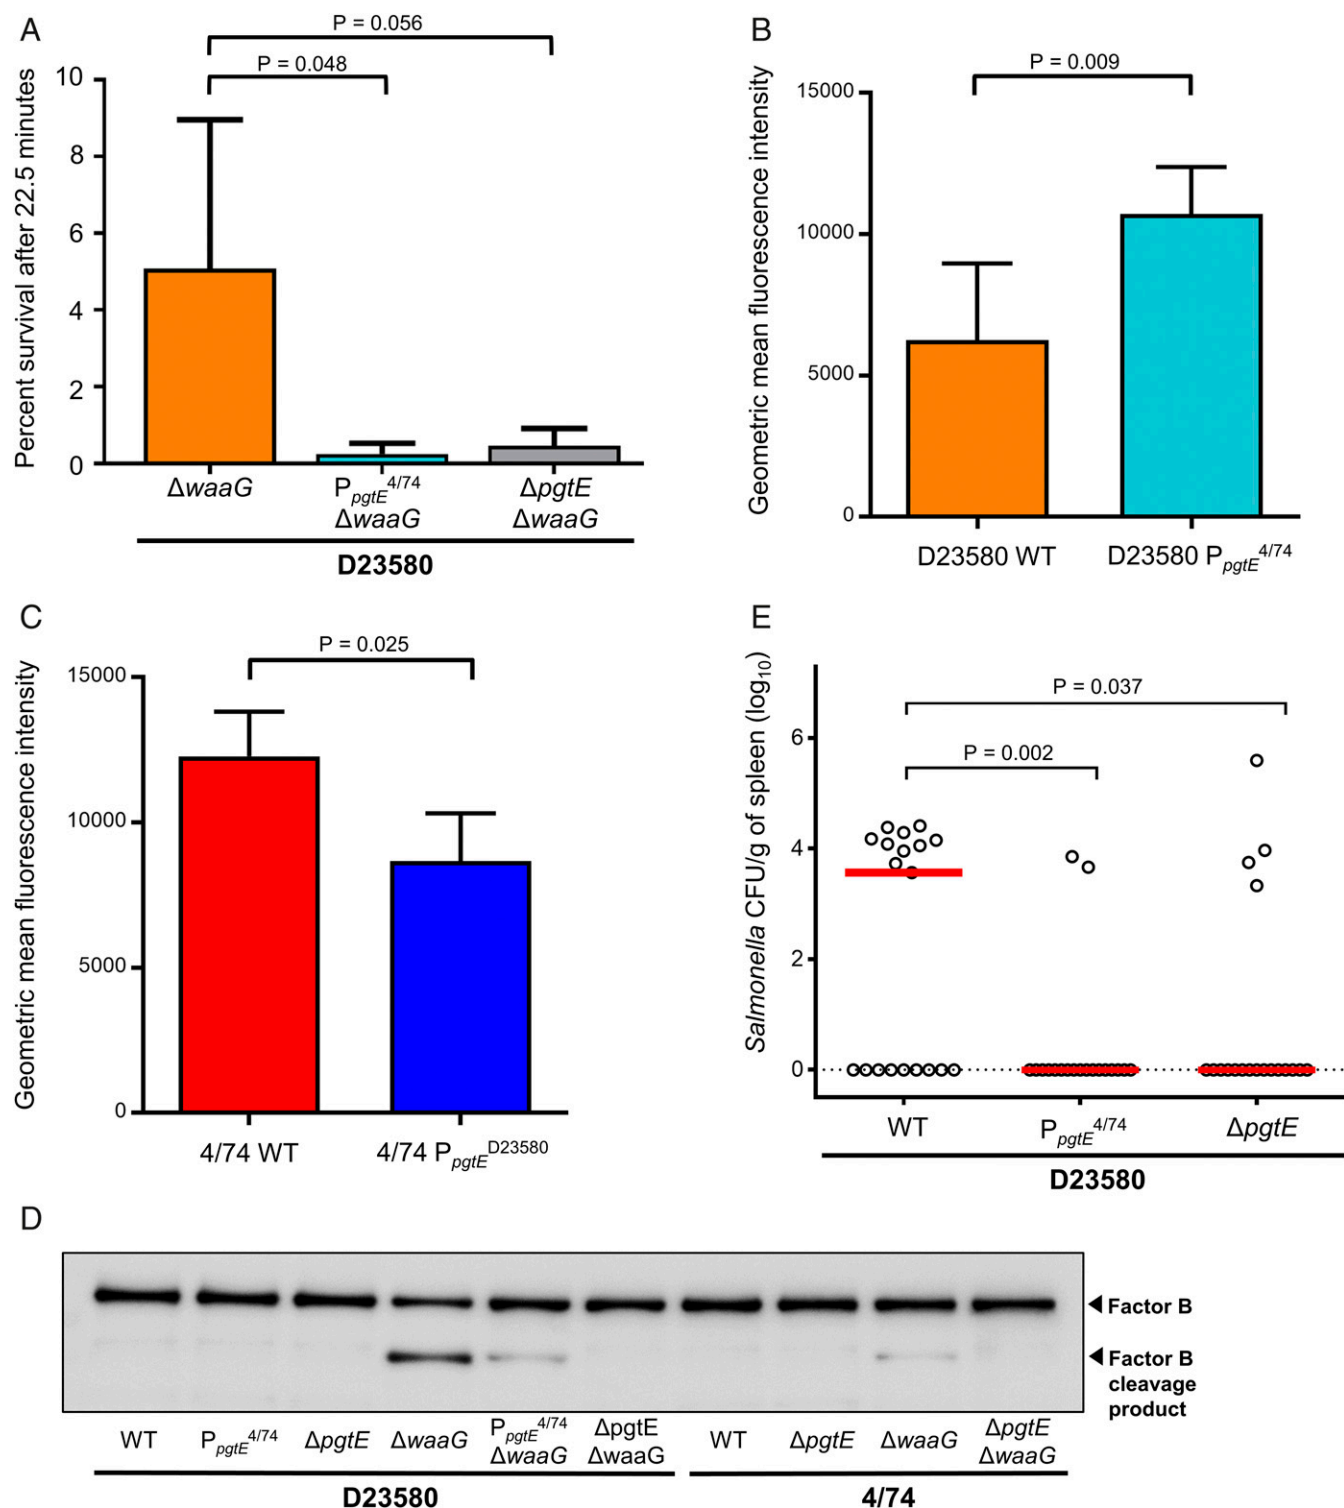 A
P = 0.056
P = 0.048
Percent survival after 22.5 minutes
10
8
6
4
2
0
ΔwaaG
PpgtE4/74
ΔwaaG
ΔpgtE
ΔwaaG
D23580
B
P = 0.009
Geometric mean fluorescence intensity
15000
10000
5000
0
D23580 WT
D23580 PpgtE4/74
C
P = 0.025
Geometric mean fluorescence intensity
15000
10000
5000
0
4/74 WT
4/74 PpgtED23580
E
P = 0.037
P = 0.002
Salmonella CFU/g of spleen (log10)
6
4
2
0
WT
PpgtE4/74
ΔpgtE
D23580
D
Factor B
Factor B
cleavage
product
WT
PpgtE4/74
ΔpgtE
ΔwaaG
PpgtE4/74
ΔwaaG
ΔpgtE
ΔwaaG
WT
ΔpgtE
ΔwaaG
ΔpgtE
ΔwaaG
D23580
4/74